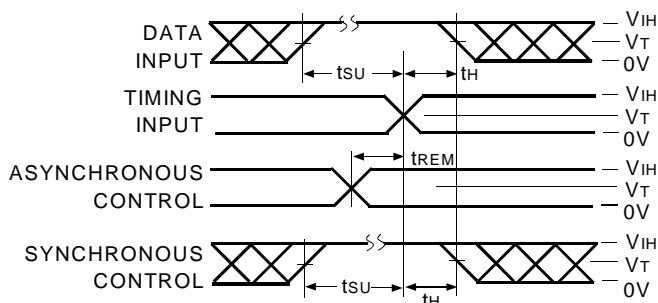 DATA
INPUT
tSU
tH
VIH
VT
0V
TIMING
INPUT
VIH
VT
0V
tREM
ASYNCHRONOUS
CONTROL
VIH
VT
0V
SYNCHRONOUS
CONTROL
tSU
tH
VIH
VT
0V